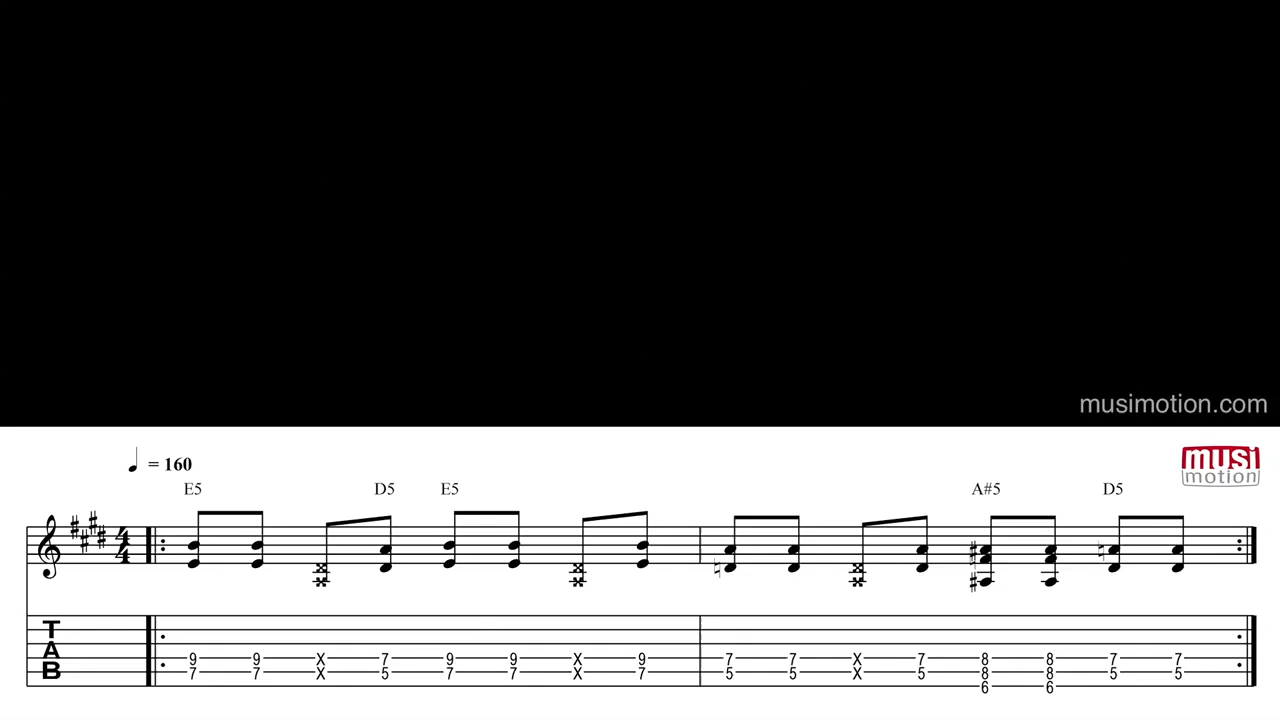 musimotion.com
= 160
musi
motion
E5 D5 E5 A#5 D5
4
4
T 9 9 X 7 9 9 X 9 7 7 X 7 8 8 7 7
A 7 7 X 5 7 7 X 7 5 5 X 5 8 8 5 5
B 6 6